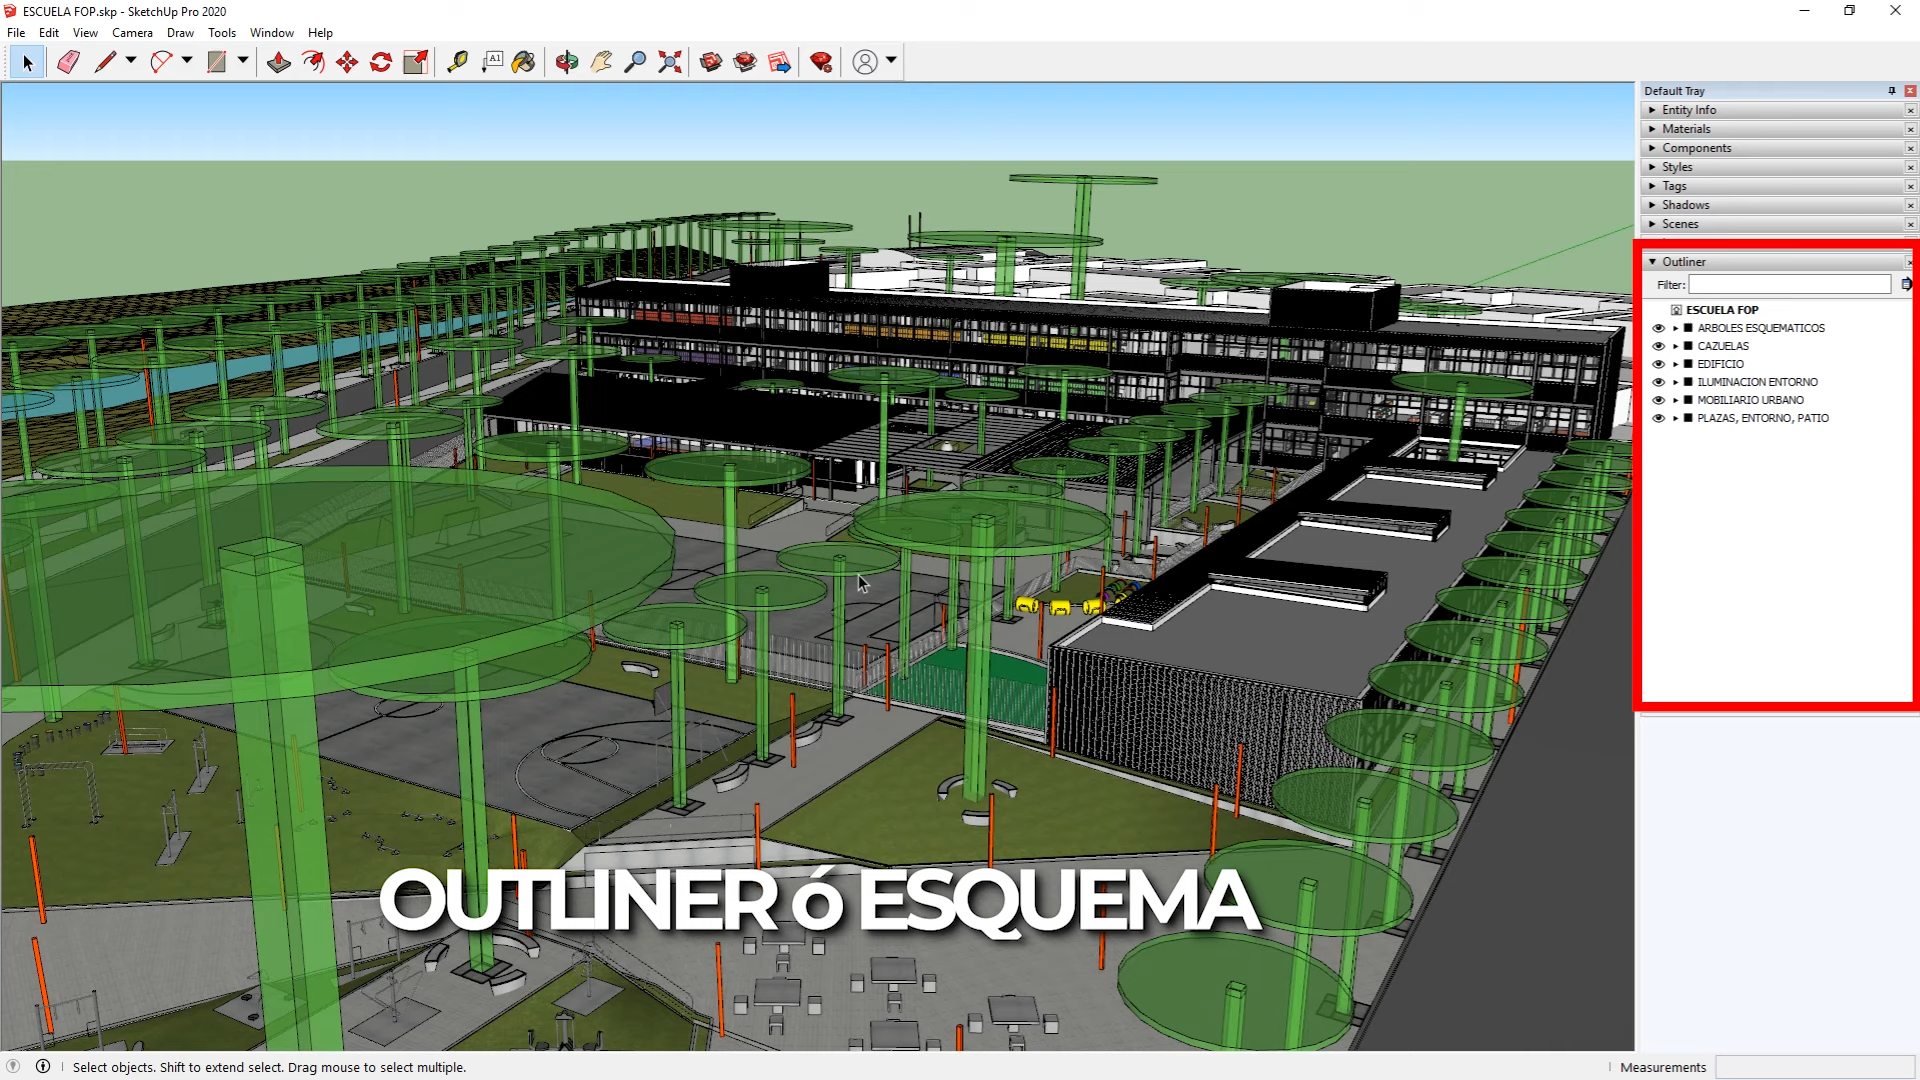 ESCUELA FOP.skp - SketchUp Pro 2020
File Edit View Camera Draw Tools Window Help
A1
Default Tray
Entity Info
Materials
Components
Styles
Tags
Shadows
Scenes
Outliner
Filter:
ESCUELA FOP
ARBOLES ESQUEMATICOS
CAZUELAS
EDIFICIO
ILUMINACION ENTORNO
MOBILIARIO URBANO
PLAZAS, ENTORNO, PATIO
OUTLINER ó ESQUEMA
Select objects. Shift to extend select. Drag mouse to select multiple.
Measurements